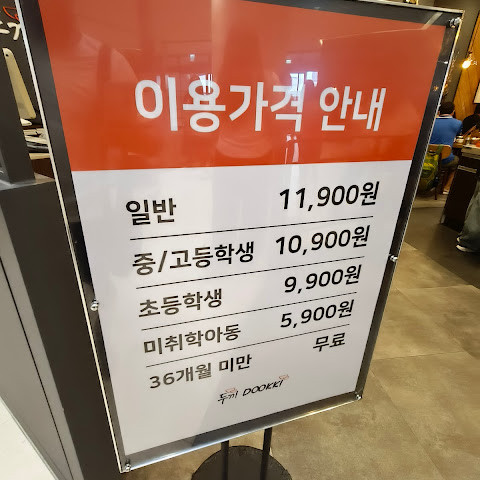 이용가격 안내
일반 11,900원
중/고등학생 10,900원
초등학생 9,900원
미취학아동 5,900원
36개월 미만 무료
두끼 DOOKKI